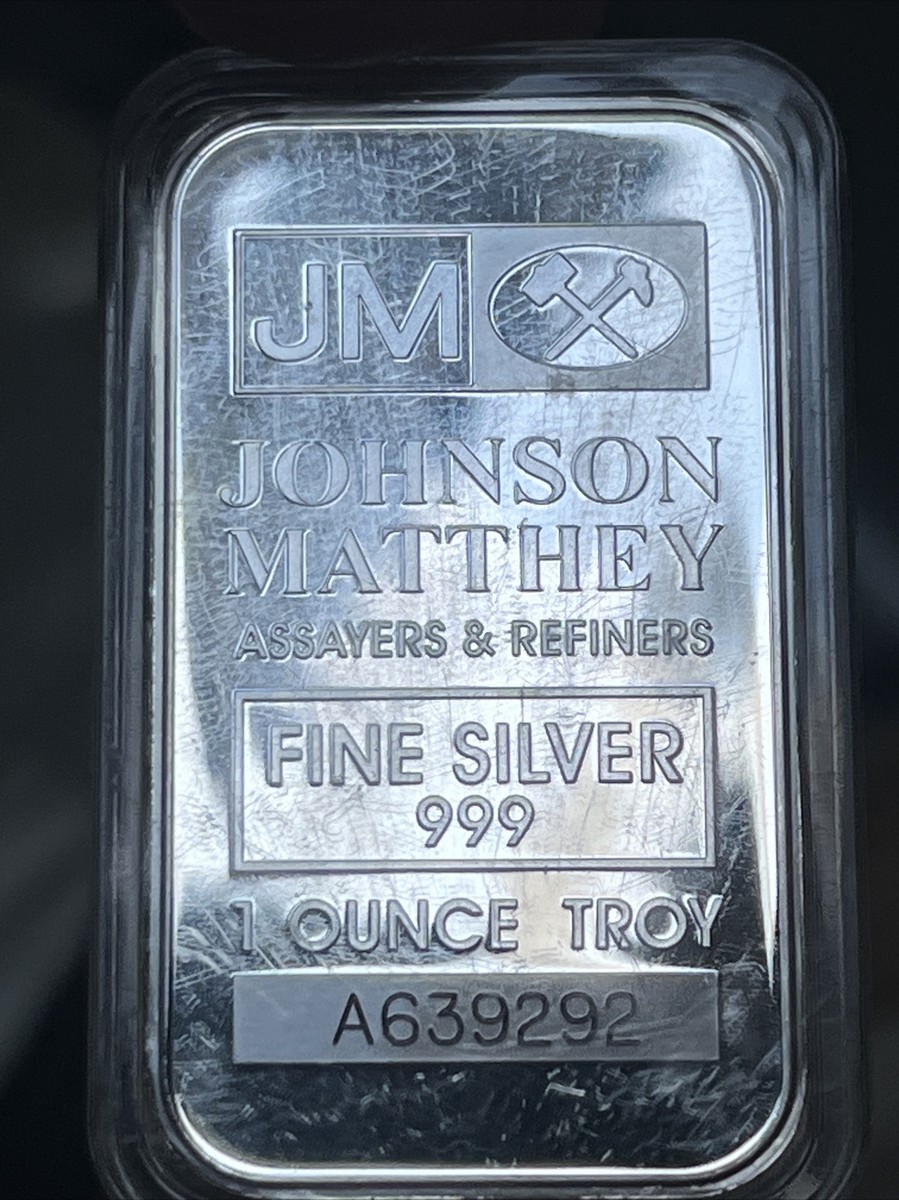 JM
JOHNSON
MATTHEY
ASSAYERS & REFINERS
FINE SILVER
999
1 OUNCE TROY
A639292